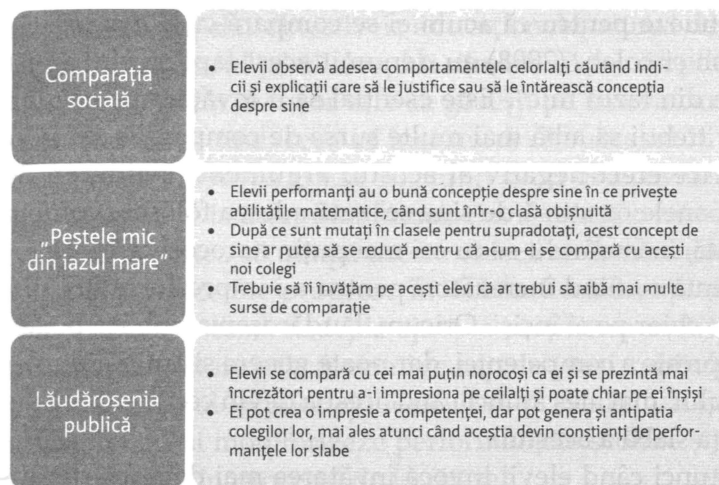 Comparația
socială
• Elevii observă adesea comportamentele celorlalți căutând indi-
cii și explicații care să le justifice sau să le întărească concepția
despre sine
„Peștele mic
din iazul mare”
• Elevii performanți au o bună concepție despre sine în ce privește
abilitățile matematice, când sunt într-o clasă obișnuită
• După ce sunt mutați în clasele pentru supradotați, acest concept de
sine ar putea să se reducă pentru că acum ei se compară cu acești
noi colegi
• Trebuie să îi învățăm pe acești elevi că ar trebui să aibă mai multe
surse de comparație
Lăudăroșenia
publică
• Elevii se compară cu cei mai puțin norocoși ca ei și se prezintă mai
încrezători pentru a-i impresiona pe ceilalți și poate chiar pe ei înșiși
• Ei pot crea o impresie a competenței, dar pot genera și antipatia
colegilor lor, mai ales atunci când aceștia devin conștienți de perfor-
manțele lor slabe